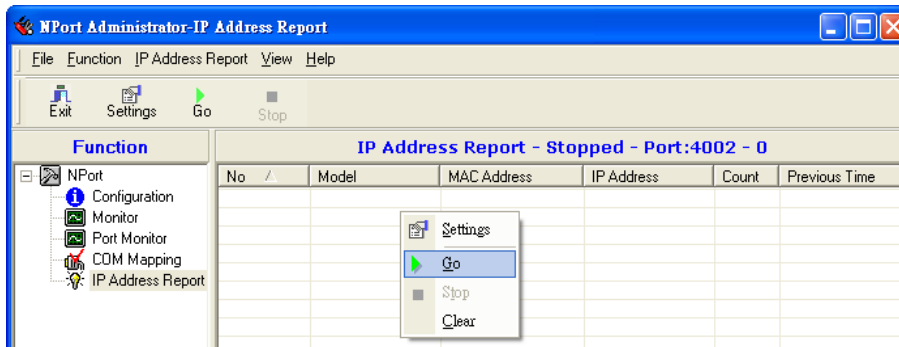 NPort Administrator-IP Address Report
File Function IP Address Report View Help
Exit Settings Go Stop
Function
IP Address Report - Stopped - Port:4002 - 0
No Model MAC Address IP Address Count Previous Time
NPort
Configuration
Monitor
Port Monitor
COM Mapping
IP Address Report
Settings
Go
Stop
Clear